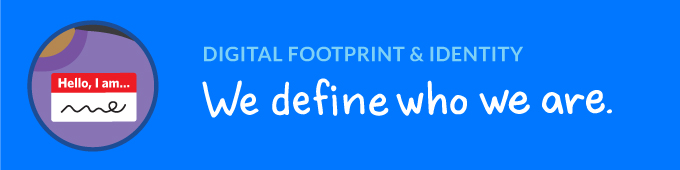 Hello, I am...
me
DIGITAL FOOTPRINT & IDENTITY
We define who we are.